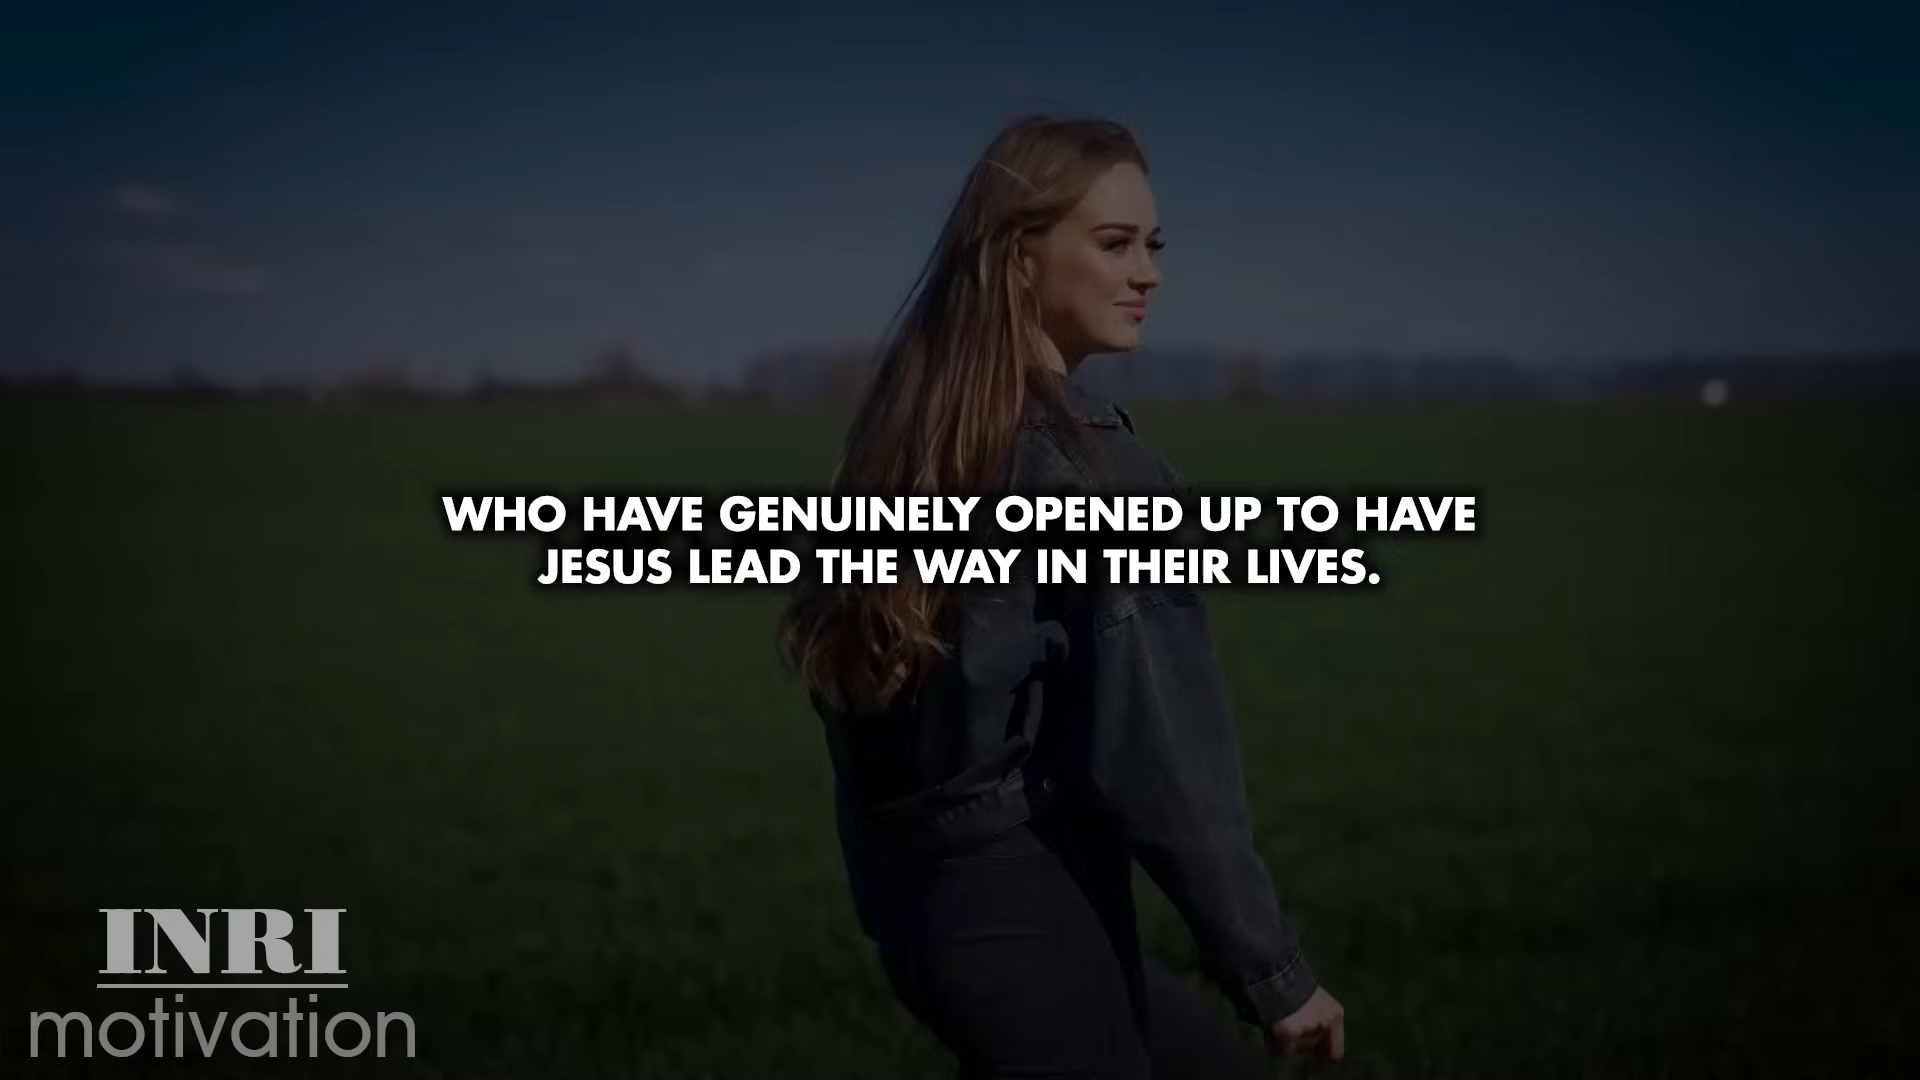 WHO HAVE GENUINELY OPENED UP TO HAVE
JESUS LEAD THE WAY IN THEIR LIVES.
INRI
motivation